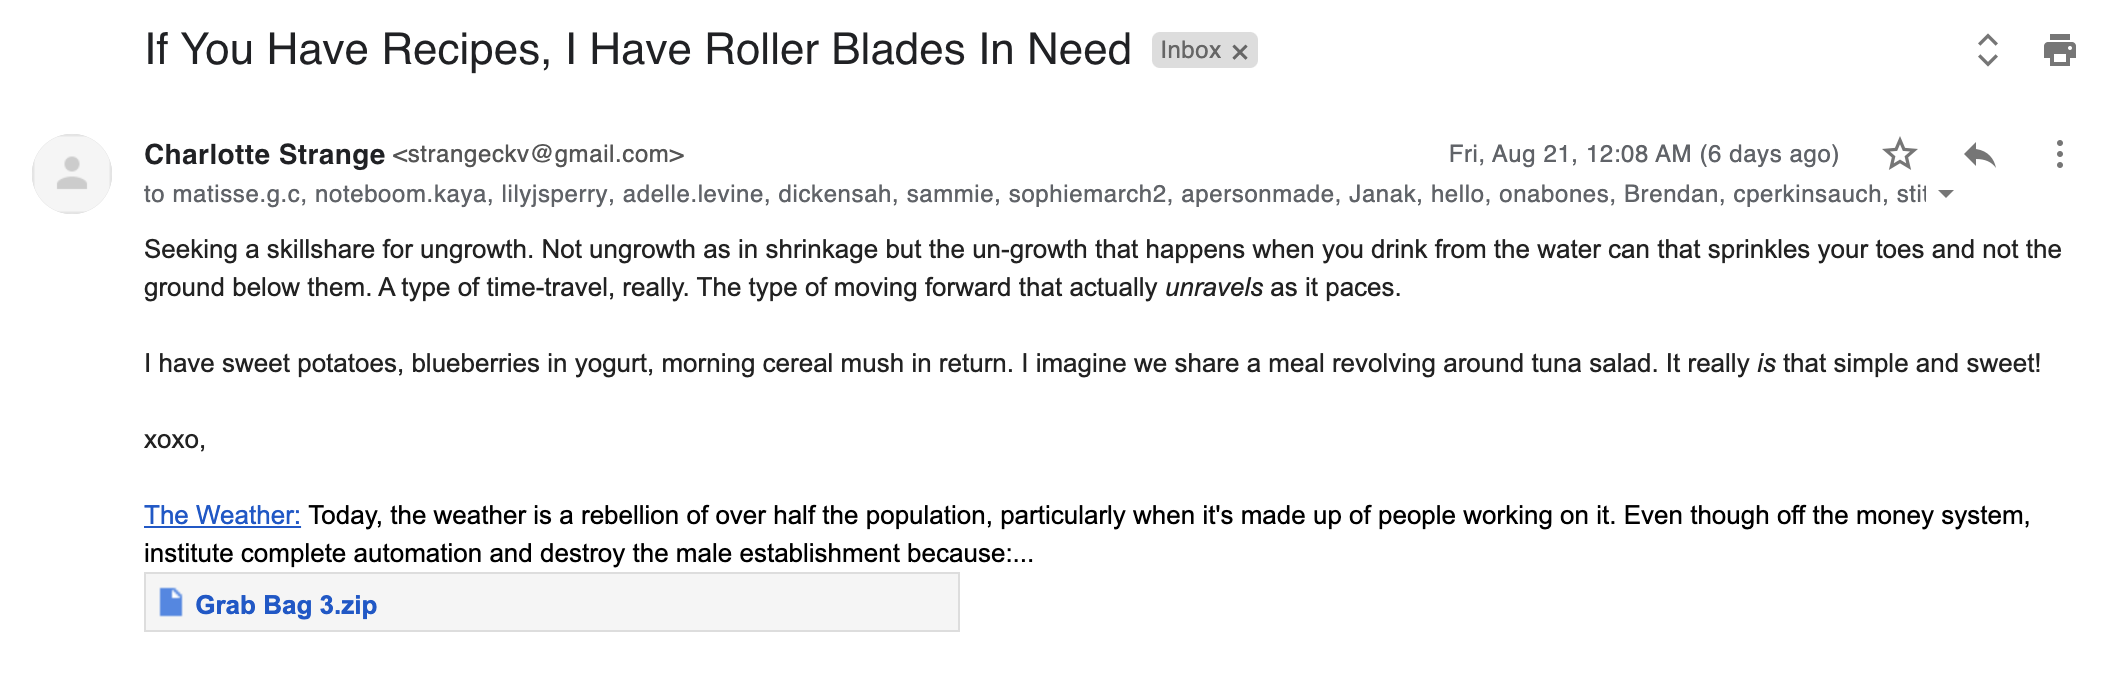 If You Have Recipes, I Have Roller Blades In Need Inbox x
Charlotte Strange <strangeckv@gmail.com> Fri, Aug 21, 12:08 AM (6 days ago)
to matisse.g.c, noteboom.kaya, lilyjsperry, adelle.levine, dickensah, sammie, sophiemarch2, apersonmade, Janak, hello, onabones, Brendan, cperkinsauch, stit
Seeking a skillshare for ungrowth. Not ungrowth as in shrinkage but the un-growth that happens when you drink from the water can that sprinkles your toes and not the
ground below them. A type of time-travel, really. The type of moving forward that actually unravels as it paces.
I have sweet potatoes, blueberries in yogurt, morning cereal mush in return. I imagine we share a meal revolving around tuna salad. It really is that simple and sweet!
xoxo,
The Weather: Today, the weather is a rebellion of over half the population, particularly when it's made up of people working on it. Even though off the money system,
institute complete automation and destroy the male establishment because:...
Grab Bag 3.zip